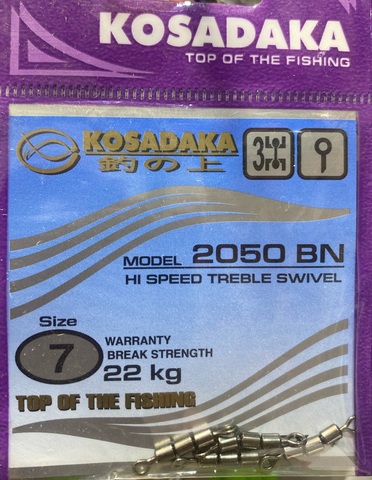 KOSADAKA
TOP OF THE FISHING
KOSADAKA
釣の上
3
MODEL 2050 BN
HI SPEED TREBLE SWIVEL
Size
7
WARRANTY
BREAK STRENGTH
22 kg
TOP OF THE FISHING